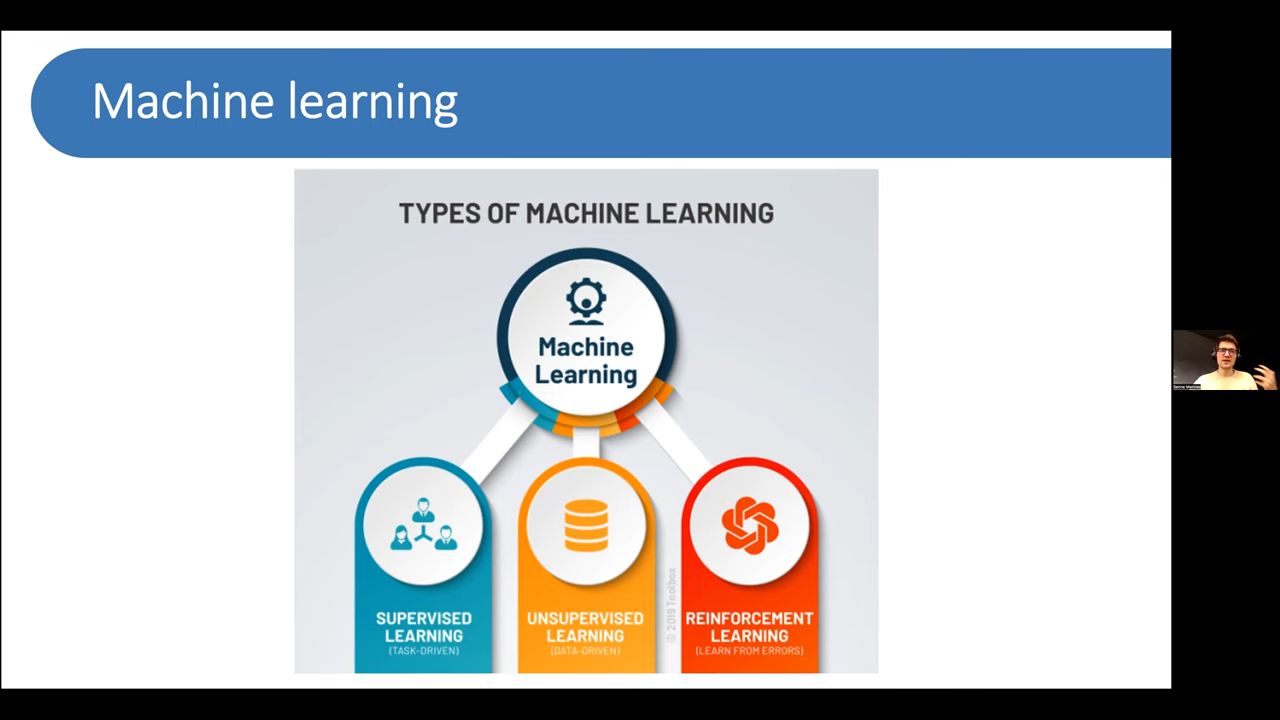 Machine learning
TYPES OF MACHINE LEARNING
Machine
Learning
SUPERVISED
LEARNING
(TASK-DRIVEN)
UNSUPERVISED
LEARNING
(DATA-DRIVEN)
© 2019 Toolbox
REINFORCEMENT
LEARNING
(LEARN FROM ERRORS)